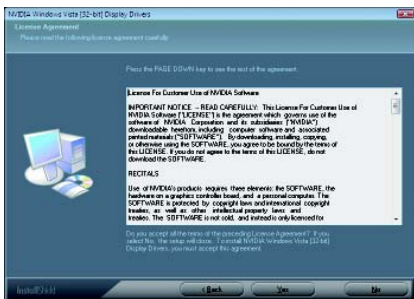 NVIDIA Windows Vista (32-bit) Display Drivers
License Agreement
Please read the following license agreement carefully.
Press the PAGE DOWN key to see the rest of the agreement.
License For Customer Use of NVIDIA Software
IMPORTANT NOTICE -- READ CAREFULLY: This License For Customer Use of
NVIDIA Software ("LICENSE") is the agreement which governs use of the
software of NVIDIA Corporation and its subsidiaries ("NVIDIA")
downloadable herefrom, including computer software and associated
printed materials ("SOFTWARE"). By downloading, installing, copying,
or otherwise using the SOFTWARE, you agree to be bound by the terms of
this LICENSE. If you do not agree to the terms of this LICENSE, do not
download the SOFTWARE.
RECITALS
Use of NVIDIA's products requires three elements: the SOFTWARE, the
hardware on a graphics controller board, and a personal computer. The
SOFTWARE is protected by copyright laws and international copyright
treaties, as well as other intellectual property laws and
treaties. The SOFTWARE is not sold, and instead is only licensed for
Do you accept all the terms of the preceding License Agreement? If you
select No, the setup will close. To install NVIDIA Windows Vista (32-bit)
Display Drivers, you must accept this agreement.
InstallShield
< Back
Yes
No